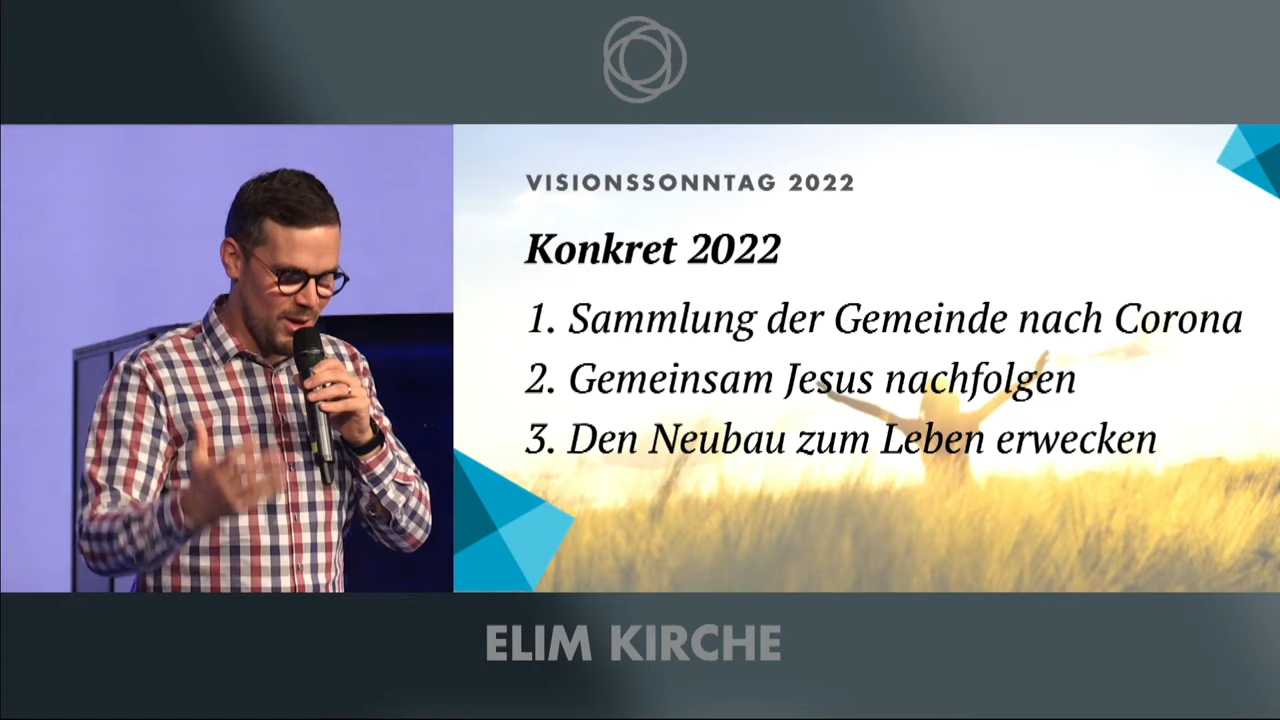 VISIONSSONNTAG 2022
Konkret 2022
1. Sammlung der Gemeinde nach Corona
2. Gemeinsam Jesus nachfolgen
3. Den Neubau zum Leben erwecken
ELIM KIRCHE